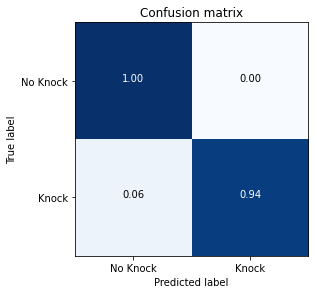 Confusion matrix
No Knock
1.00
0.00
True label
Knock
0.06
0.94
No Knock
Knock
Predicted label